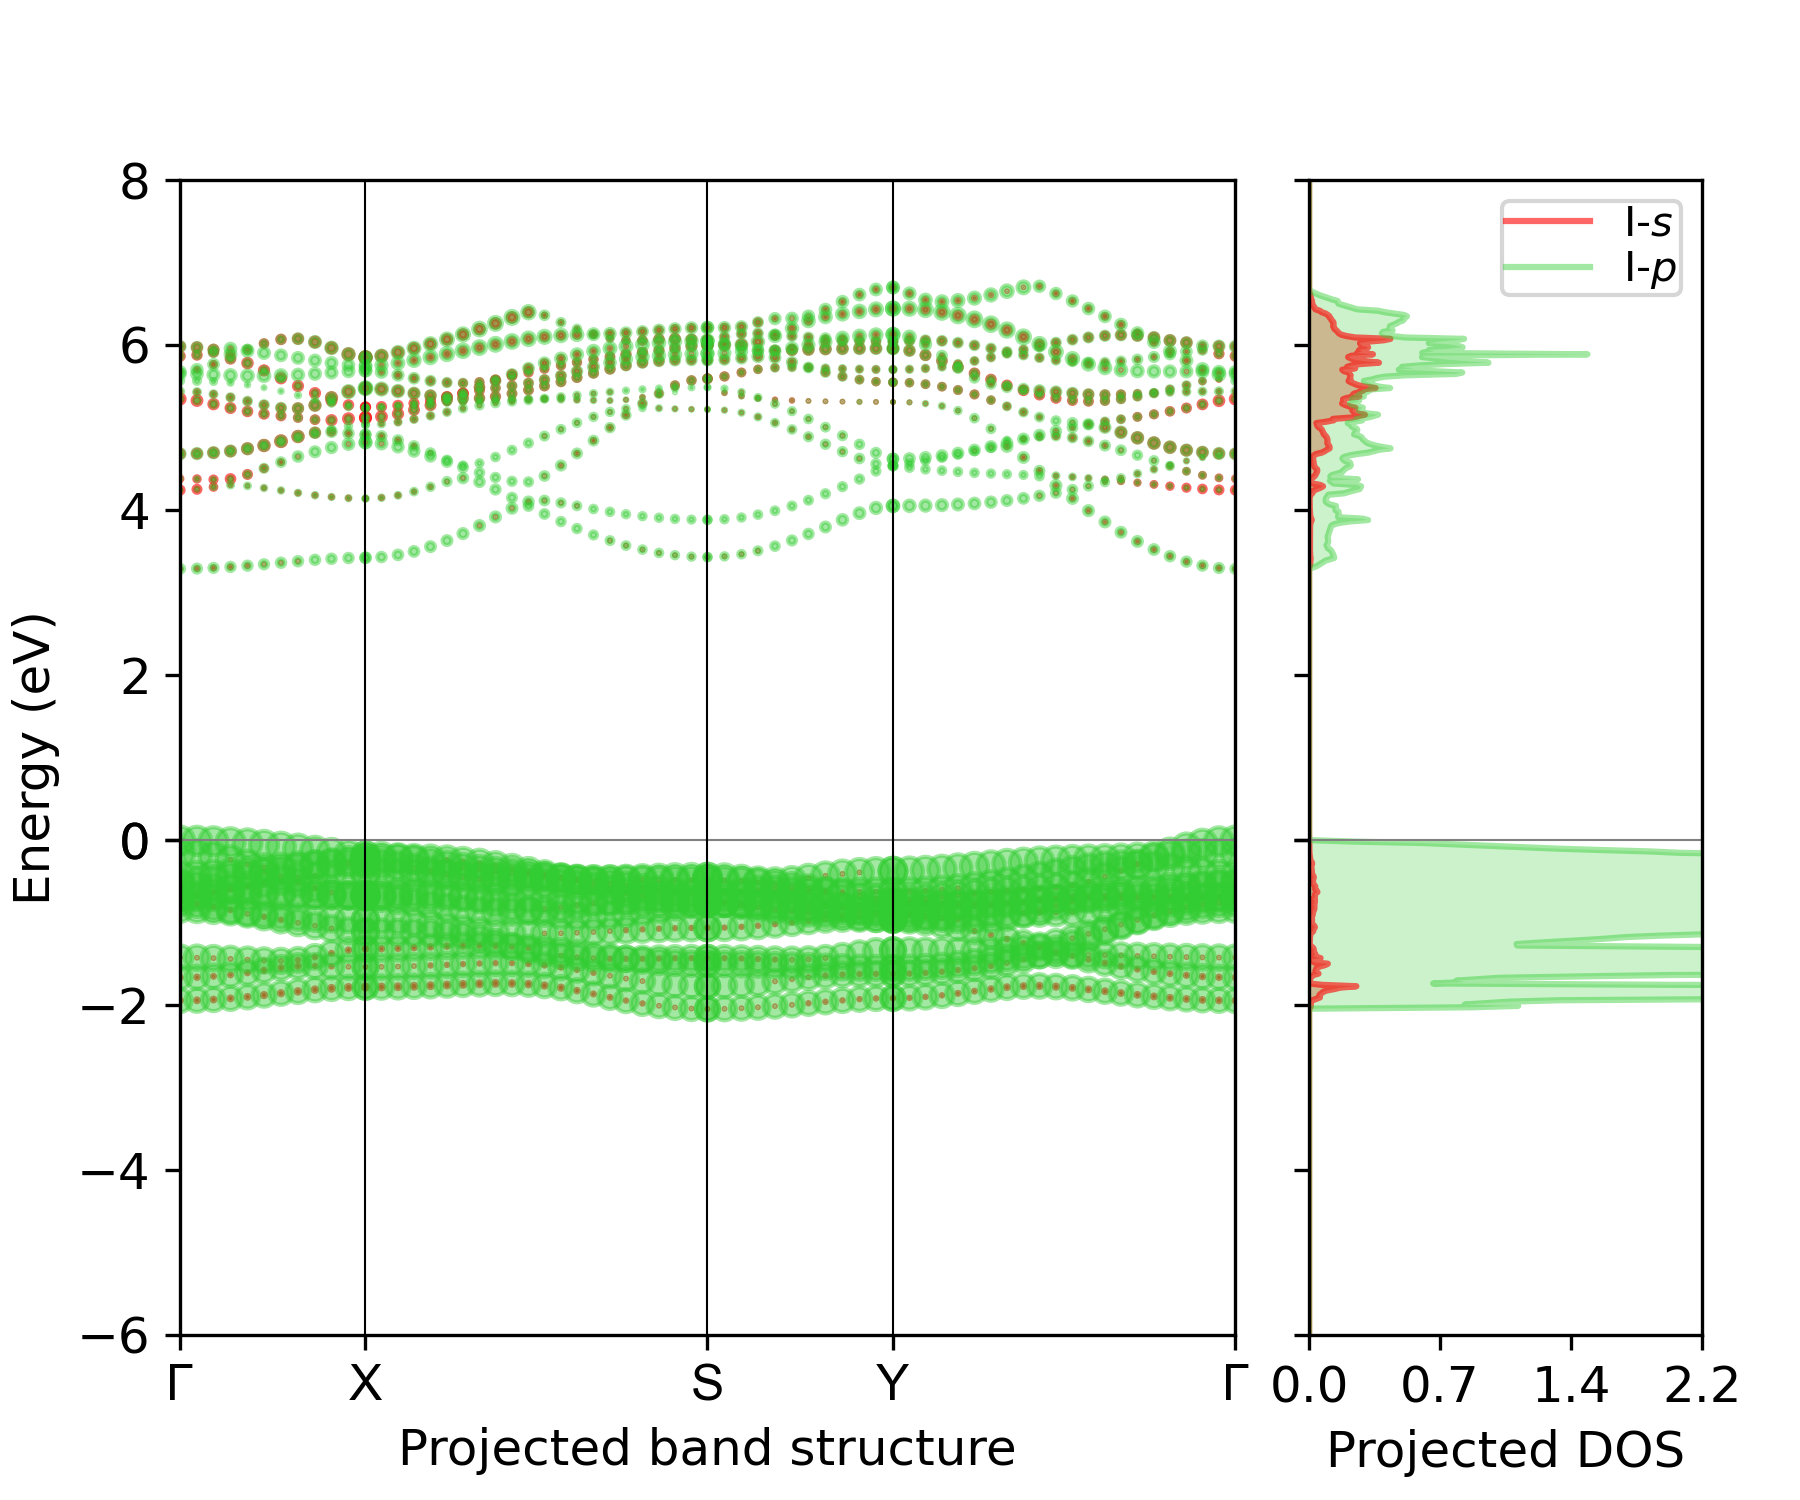 8
6
4
2
0
−2
−4
−6
Energy (eV)
Γ X S Y Γ
Projected band structure
I-s
I-p
0.0 0.7 1.4 2.2
Projected DOS